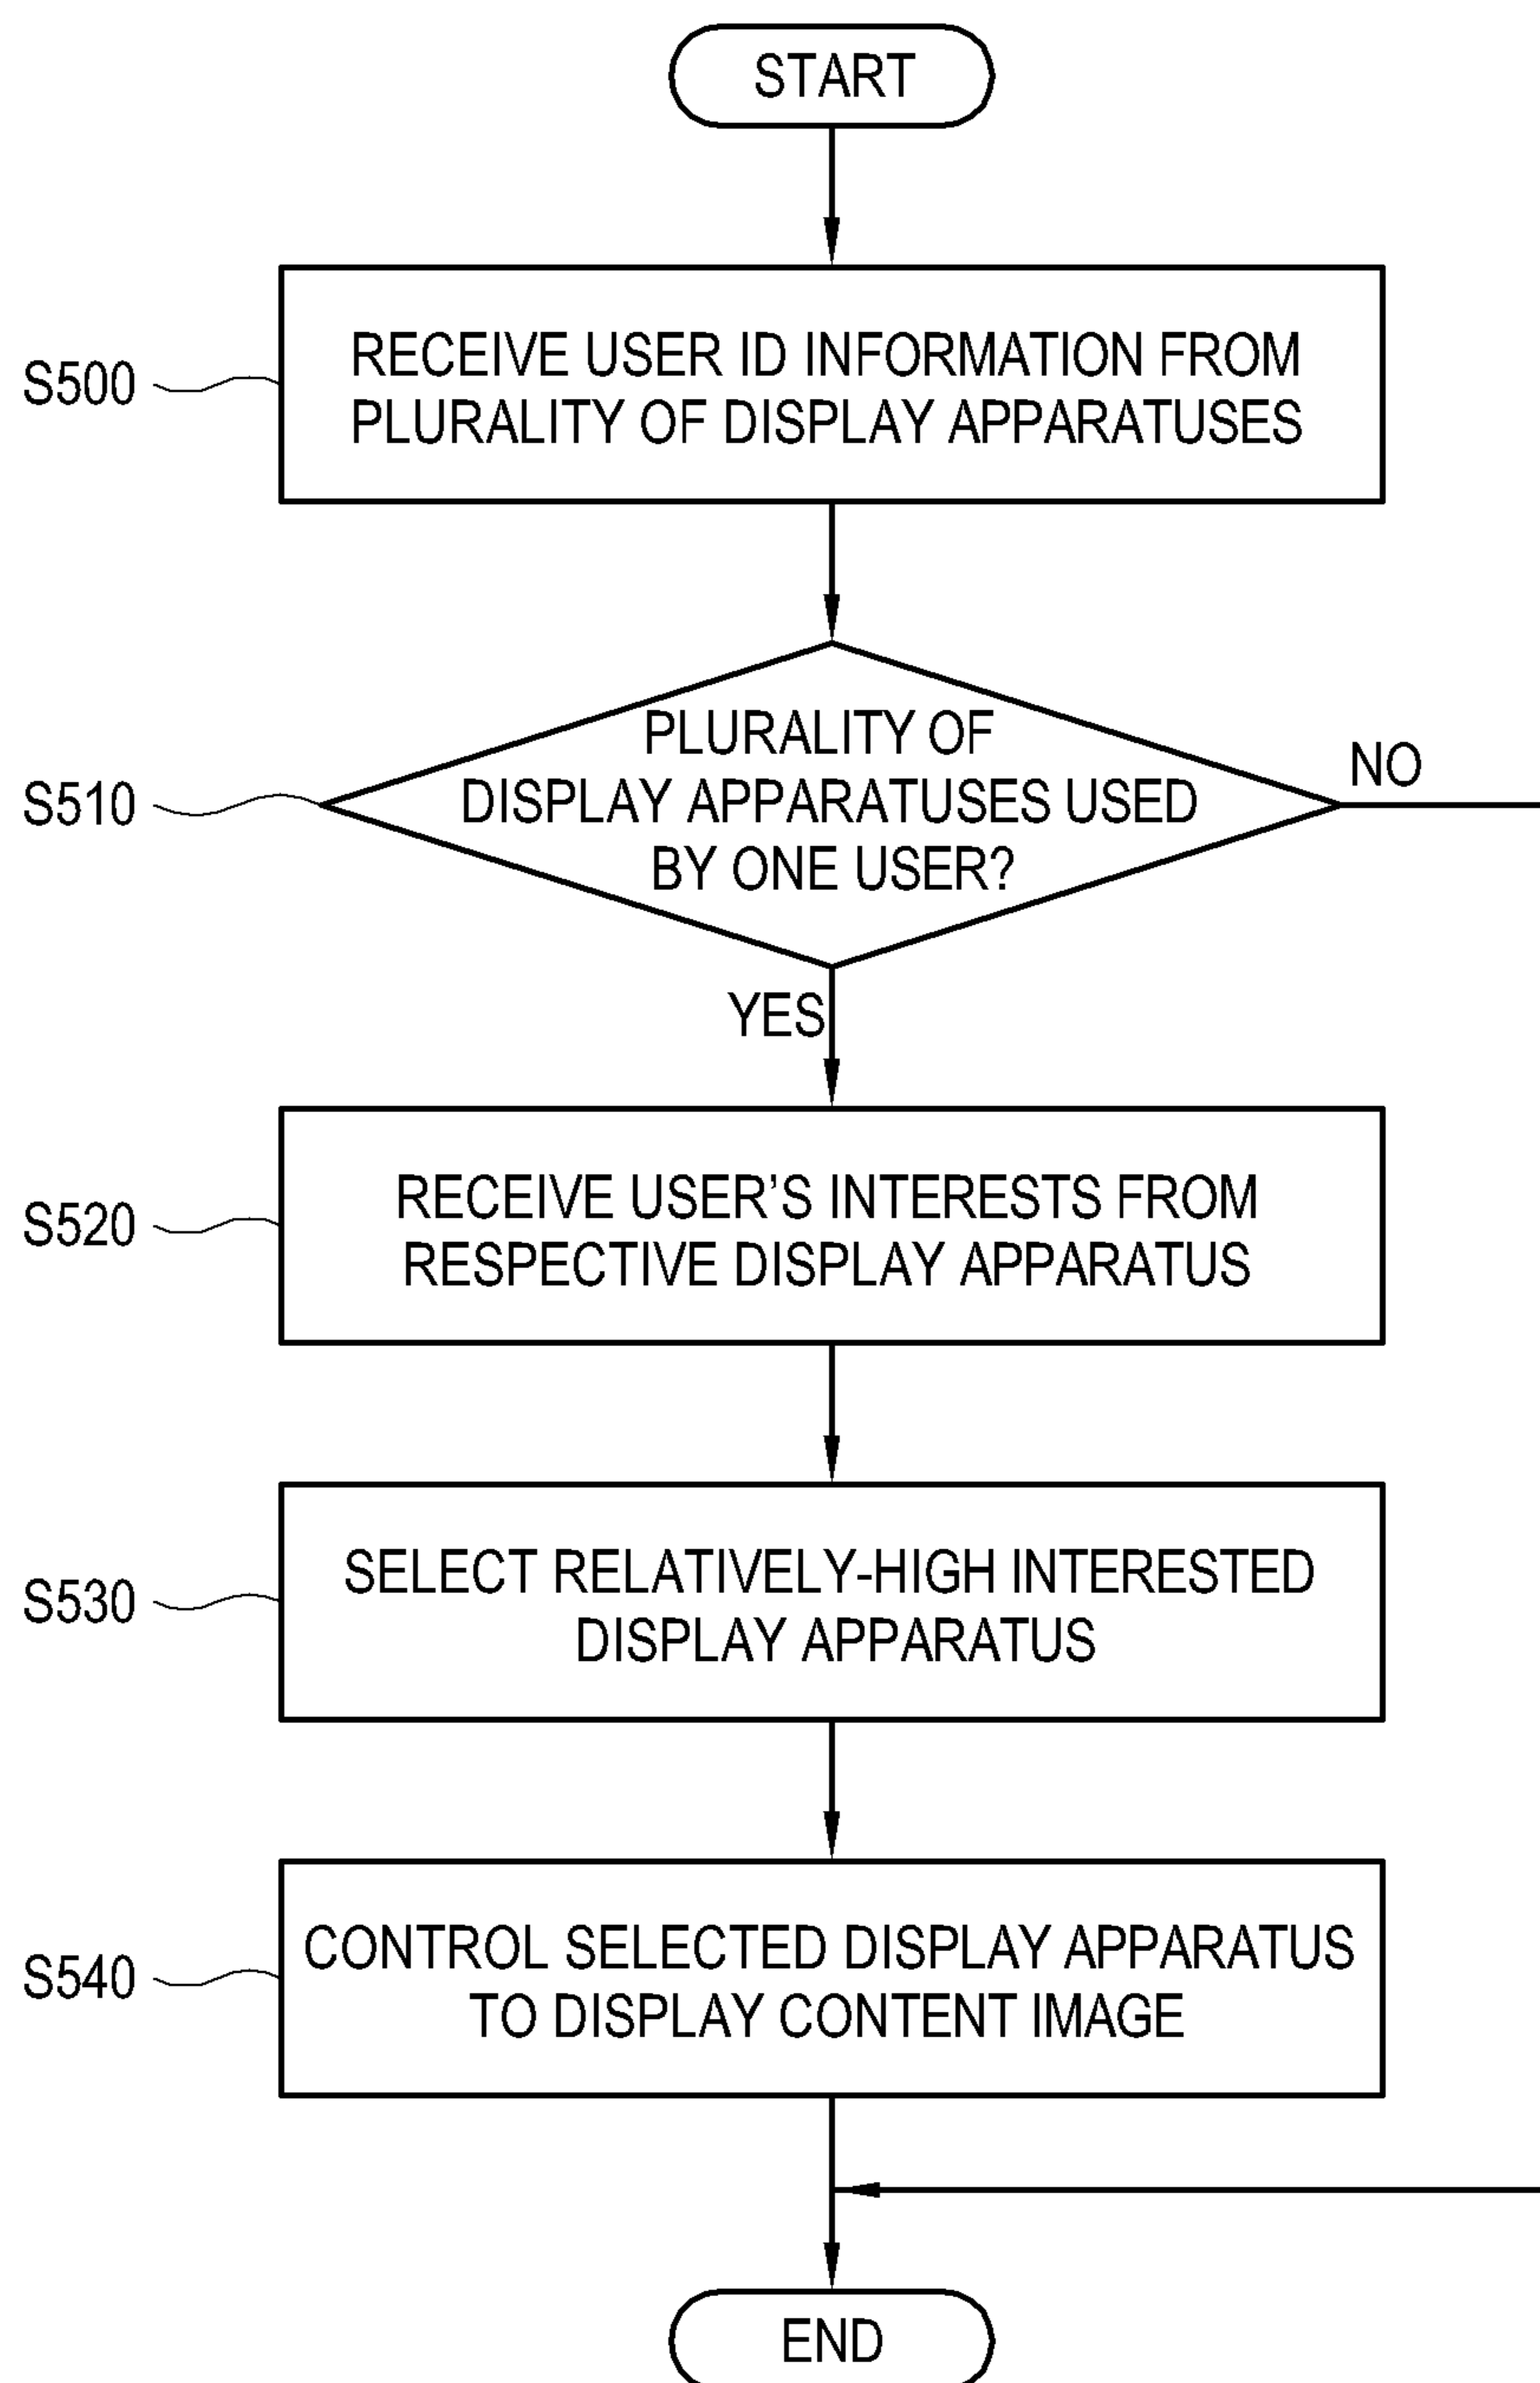 START
S500
RECEIVE USER ID INFORMATION FROM
PLURALITY OF DISPLAY APPARATUSES
S510
PLURALITY OF
DISPLAY APPARATUSES USED
BY ONE USER?
NO
YES
S520
RECEIVE USER'S INTERESTS FROM
RESPECTIVE DISPLAY APPARATUS
S530
SELECT RELATIVELY-HIGH INTERESTED
DISPLAY APPARATUS
S540
CONTROL SELECTED DISPLAY APPARATUS
TO DISPLAY CONTENT IMAGE
END